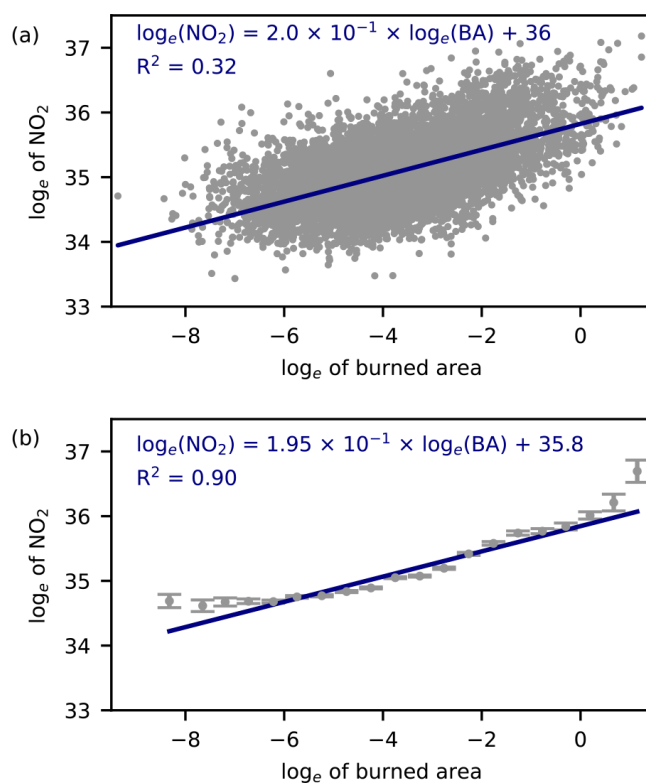 (a)
logₑ(NO₂) = 2.0 × 10⁻¹ × logₑ(BA) + 36
R² = 0.32
37
36
35
34
33
logₑ of NO₂
−8 −6 −4 −2 0
logₑ of burned area
(b)
logₑ(NO₂) = 1.95 × 10⁻¹ × logₑ(BA) + 35.8
R² = 0.90
37
36
35
34
33
logₑ of NO₂
−8 −6 −4 −2 0
logₑ of burned area